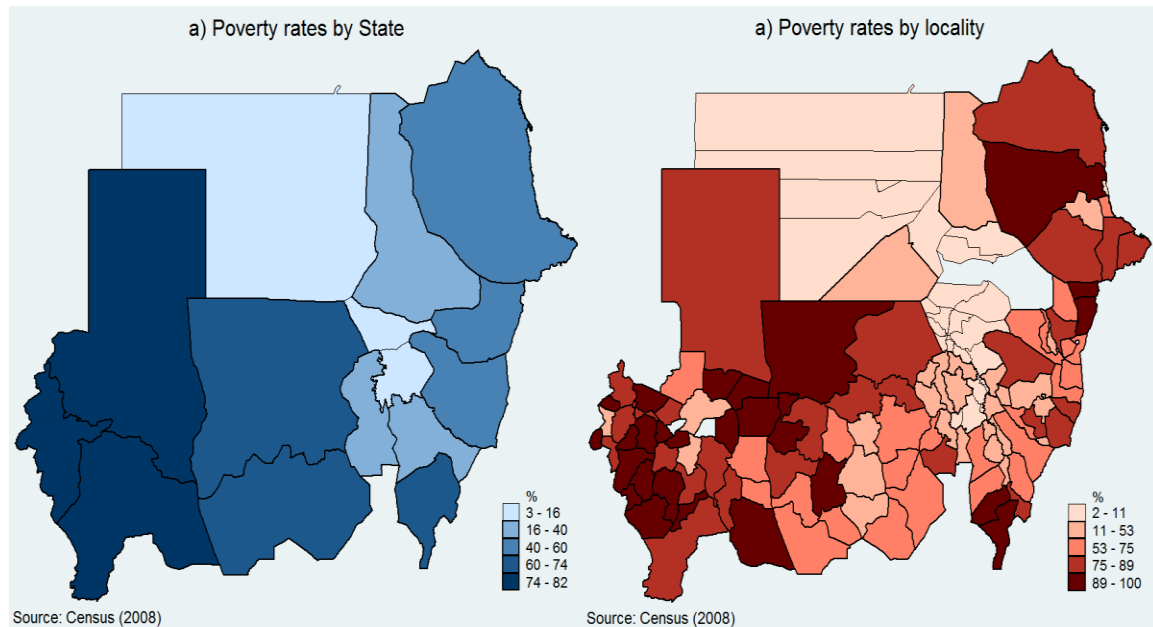 a) Poverty rates by State
%
3 - 16
16 - 40
40 - 60
60 - 74
74 - 82
Source: Census (2008)
a) Poverty rates by locality
%
2 - 11
11 - 53
53 - 75
75 - 89
89 - 100
Source: Census (2008)